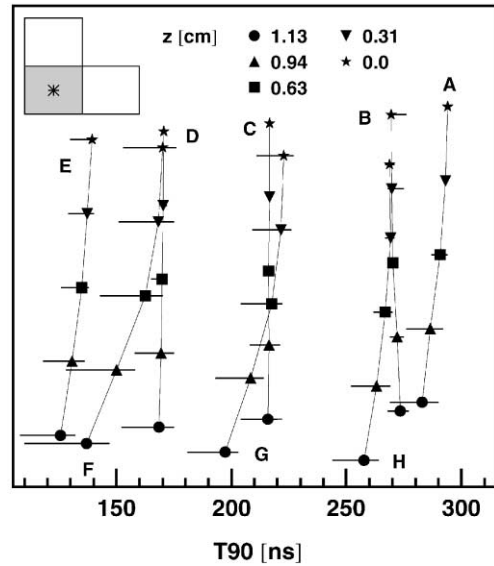 z [cm]
● 1.13 ▼ 0.31
▲ 0.94 ★ 0.0
■ 0.63
A
B
C
D
E
F
G
H
150 200 250 300
T90 [ns]